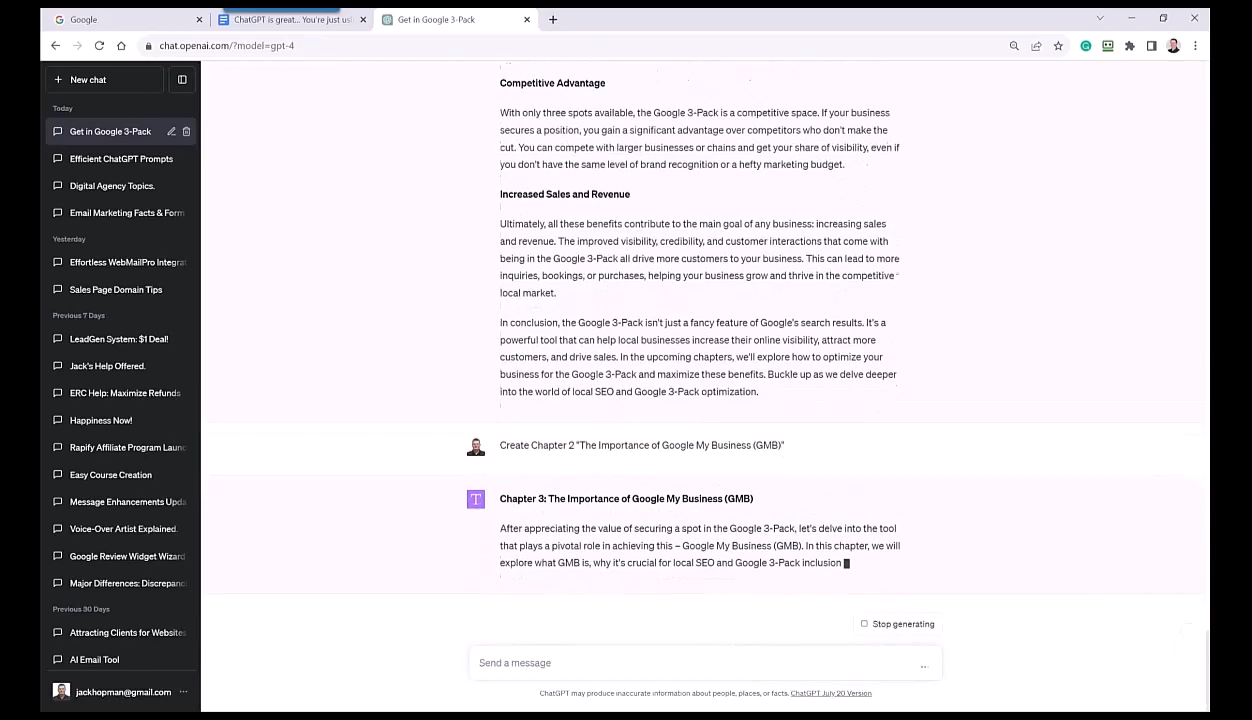 Google
ChatGPT is great... You're just usi
Get in Google 3-Pack
chat.openai.com/?model=gpt-4
New chat
Today
Get in Google 3-Pack
Efficient ChatGPT Prompts
Digital Agency Topics.
Email Marketing Facts & Form
Yesterday
Effortless WebMailPro Integrat
Sales Page Domain Tips
Previous 7 Days
LeadGen System: $1 Deal!
Jack's Help Offered.
ERC Help: Maximize Refunds
Happiness Now!
Rapify Affiliate Program Launc
Easy Course Creation
Message Enhancements Upda
Voice-Over Artist Explained.
Google Review Widget Wizard
Major Differences: Discrepanc
Previous 30 Days
Attracting Clients for Websites
AI Email Tool
jackhopman@gmail.com
Competitive Advantage
With only three spots available, the Google 3-Pack is a competitive space. If your business
secures a position, you gain a significant advantage over competitors who don't make the
cut. You can compete with larger businesses or chains and get your share of visibility, even if
you don't have the same level of brand recognition or a hefty marketing budget.
Increased Sales and Revenue
Ultimately, all these benefits contribute to the main goal of any business: increasing sales
and revenue. The improved visibility, credibility, and customer interactions that come with
being in the Google 3-Pack all drive more customers to your business. This can lead to more
inquiries, bookings, or purchases, helping your business grow and thrive in the competitive
local market.
In conclusion, the Google 3-Pack isn't just a fancy feature of Google's search results. It's a
powerful tool that can help local businesses increase their online visibility, attract more
customers, and drive sales. In the upcoming chapters, we'll explore how to optimize your
business for the Google 3-Pack and maximize these benefits. Buckle up as we delve deeper
into the world of local SEO and Google 3-Pack optimization.
Create Chapter 2 "The Importance of Google My Business (GMB)"
T
Chapter 3: The Importance of Google My Business (GMB)
After appreciating the value of securing a spot in the Google 3-Pack, let's delve into the tool
that plays a pivotal role in achieving this – Google My Business (GMB). In this chapter, we will
explore what GMB is, why it's crucial for local SEO and Google 3-Pack inclusion
Stop generating
Send a message
ChatGPT may produce inaccurate information about people, places, or facts. ChatGPT July 20 Version